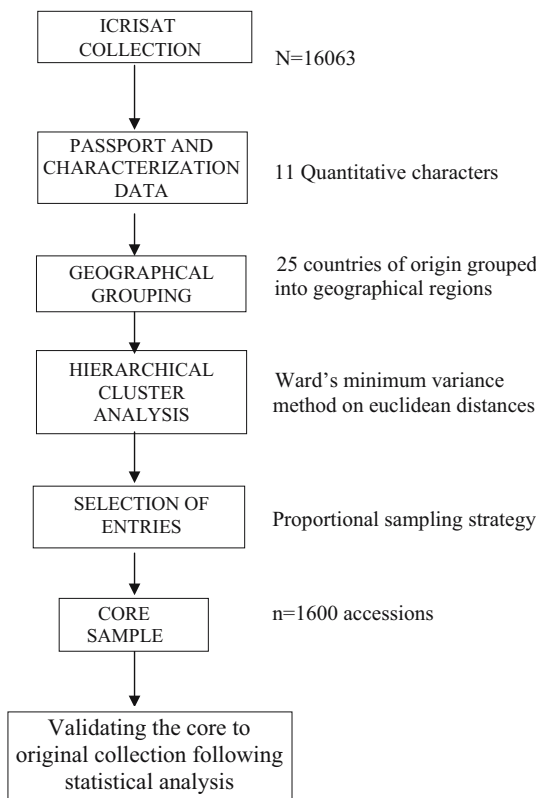 ICRISAT
COLLECTION
N=16063
PASSPORT AND
CHARACTERIZATION
DATA
11 Quantitative characters
GEOGRAPHCAL
GROUPING
25 countries of origin grouped
into geographical regions
HIERARCHICAL
CLUSTER
ANALYSIS
Ward's minimum variance
method on euclidean distances
SELECTION OF
ENTRIES
Proportional sampling strategy
CORE
SAMPLE
n=1600 accessions
Validating the core to
original collection following
statistical analysis